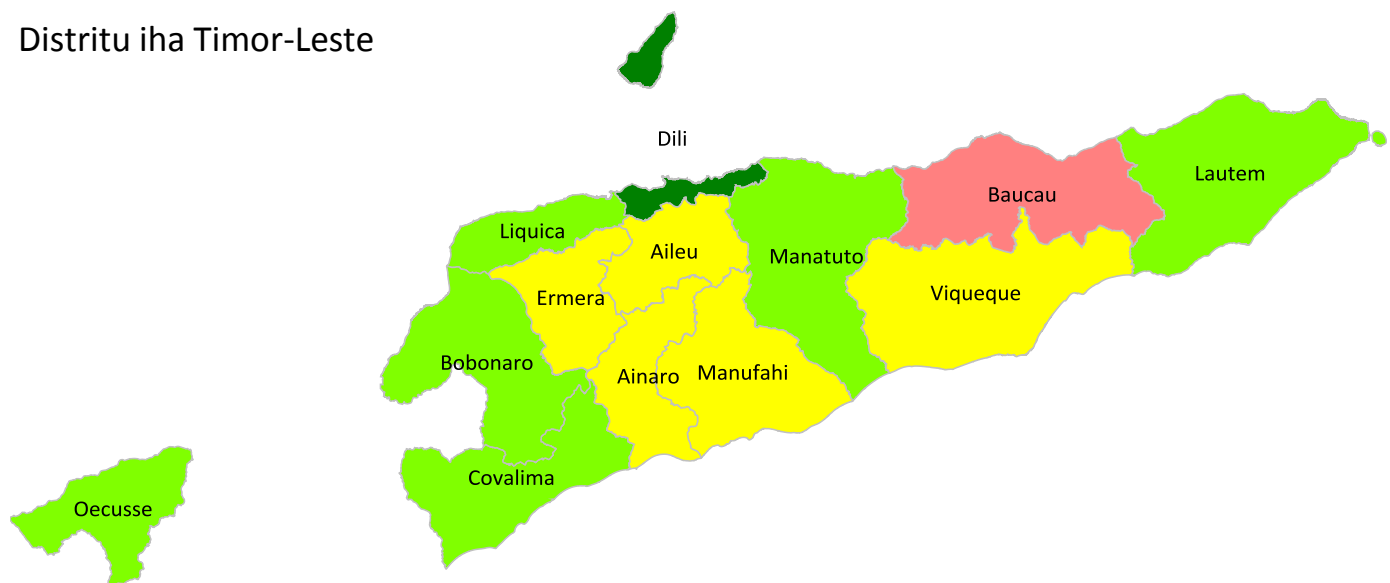 Distritu iha Timor-Leste
Dili
Lautem
Baucau
Liquica
Aileu
Manatuto
Ermera
Viqueque
Bobonaro
Ainaro
Manufahi
Covalima
Oecusse